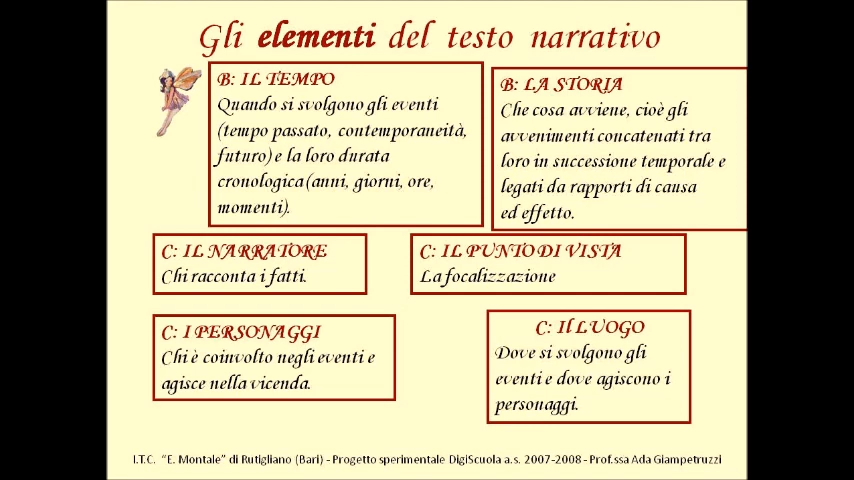 Gli elementi del testo narrativo
B: IL TEMPO
Quando si svolgono gli eventi
(tempo passato, contemporaneità,
futuro) e la loro durata
cronologica (anni, giorni, ore,
momenti).
B: LA STORIA
Che cosa avviene, cioè gli
avvenimenti concatenati tra
loro in successione temporale e
legati da rapporti di causa
ed effetto.
C: IL NARRATORE
Chi racconta i fatti.
C: IL PUNTO DI VISTA
La focalizzazione
C: I PERSONAGGI
Chi è coinvolto negli eventi e
agisce nella vicenda.
C: Il LUOGO
Dove si svolgono gli
eventi e dove agiscono i
personaggi.
I.T.C. “E. Montale” di Rutigliano (Bari) - Progetto sperimentale DigiScuola a.s. 2007-2008 - Prof.ssa Ada Giampetruzzi